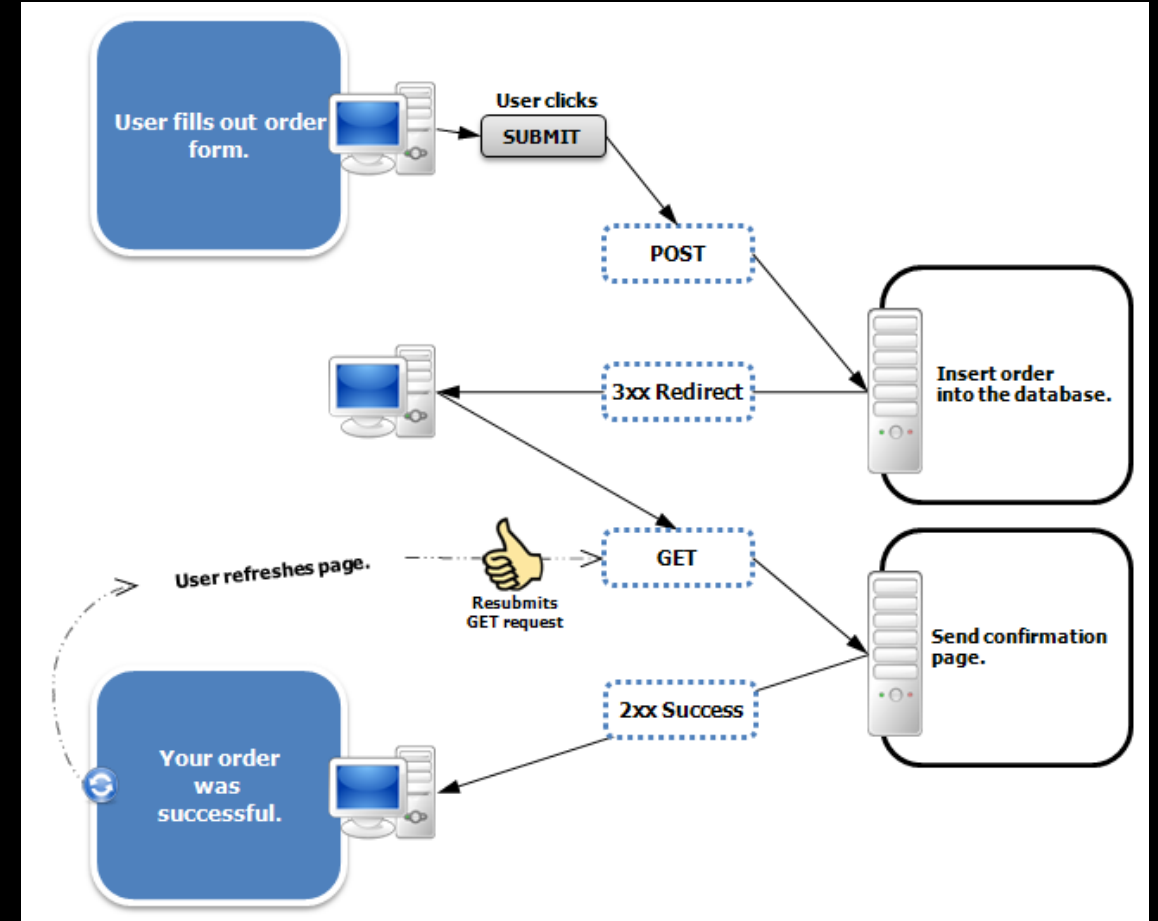 User fills out order
form.
User clicks
SUBMIT
POST
Insert order
into the database.
3xx Redirect
GET
User refreshes page.
Resubmits
GET request
Send confirmation
page.
2xx Success
Your order
was
successful.